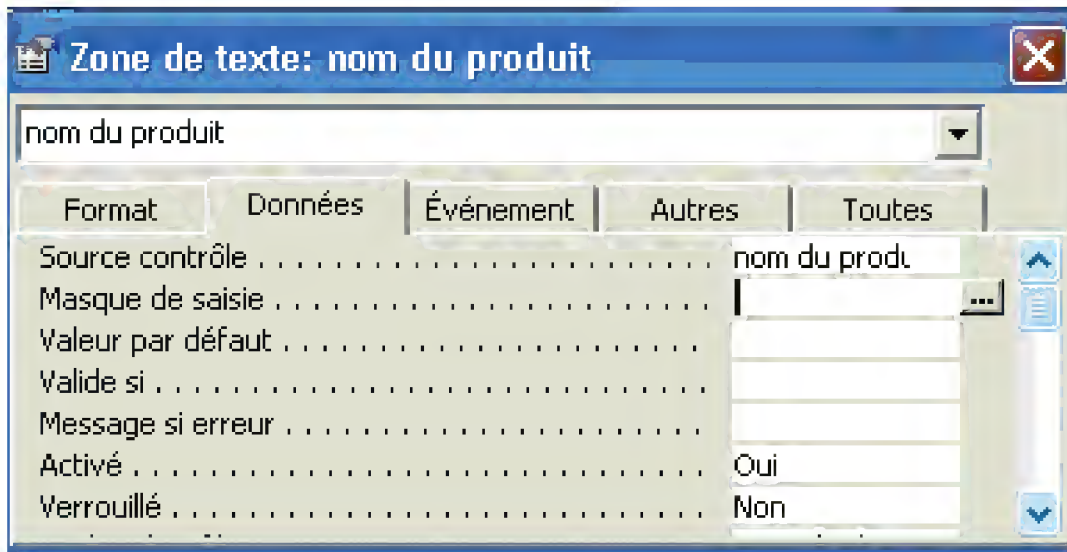 Zone de texte: nom du produit
nom du produit
Format Données Événement Autres Toutes
Source contrôle . . . . . . . . . . . . . . . . . . . . . . . . nom du produ
Masque de saisie . . . . . . . . . . . . . . . . . . . . . . . ...
Valeur par défaut . . . . . . . . . . . . . . . . . . . . . .
Valide si . . . . . . . . . . . . . . . . . . . . . . . . . . . .
Message si erreur . . . . . . . . . . . . . . . . . . . . . .
Activé . . . . . . . . . . . . . . . . . . . . . . . . . . . . . Oui
Verrouillé . . . . . . . . . . . . . . . . . . . . . . . . . . . Non